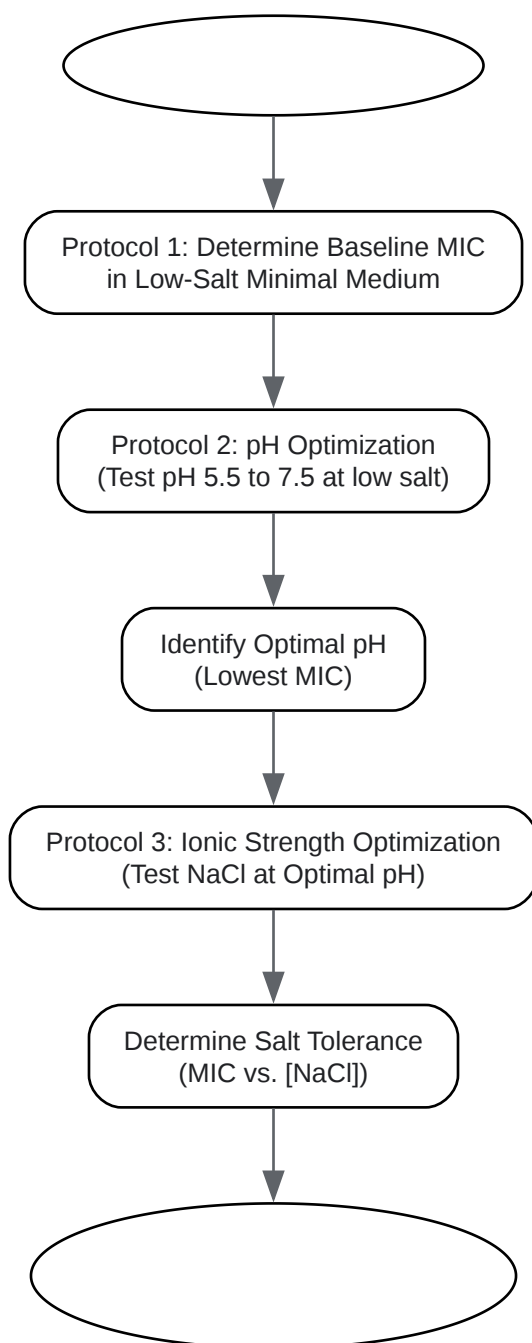 Protocol 1: Determine Baseline MIC
in Low-Salt Minimal Medium
Protocol 2: pH Optimization
(Test pH 5.5 to 7.5 at low salt)
Identify Optimal pH
(Lowest MIC)
Protocol 3: Ionic Strength Optimization
(Test NaCl at Optimal pH)
Determine Salt Tolerance
(MIC vs. [NaCl])